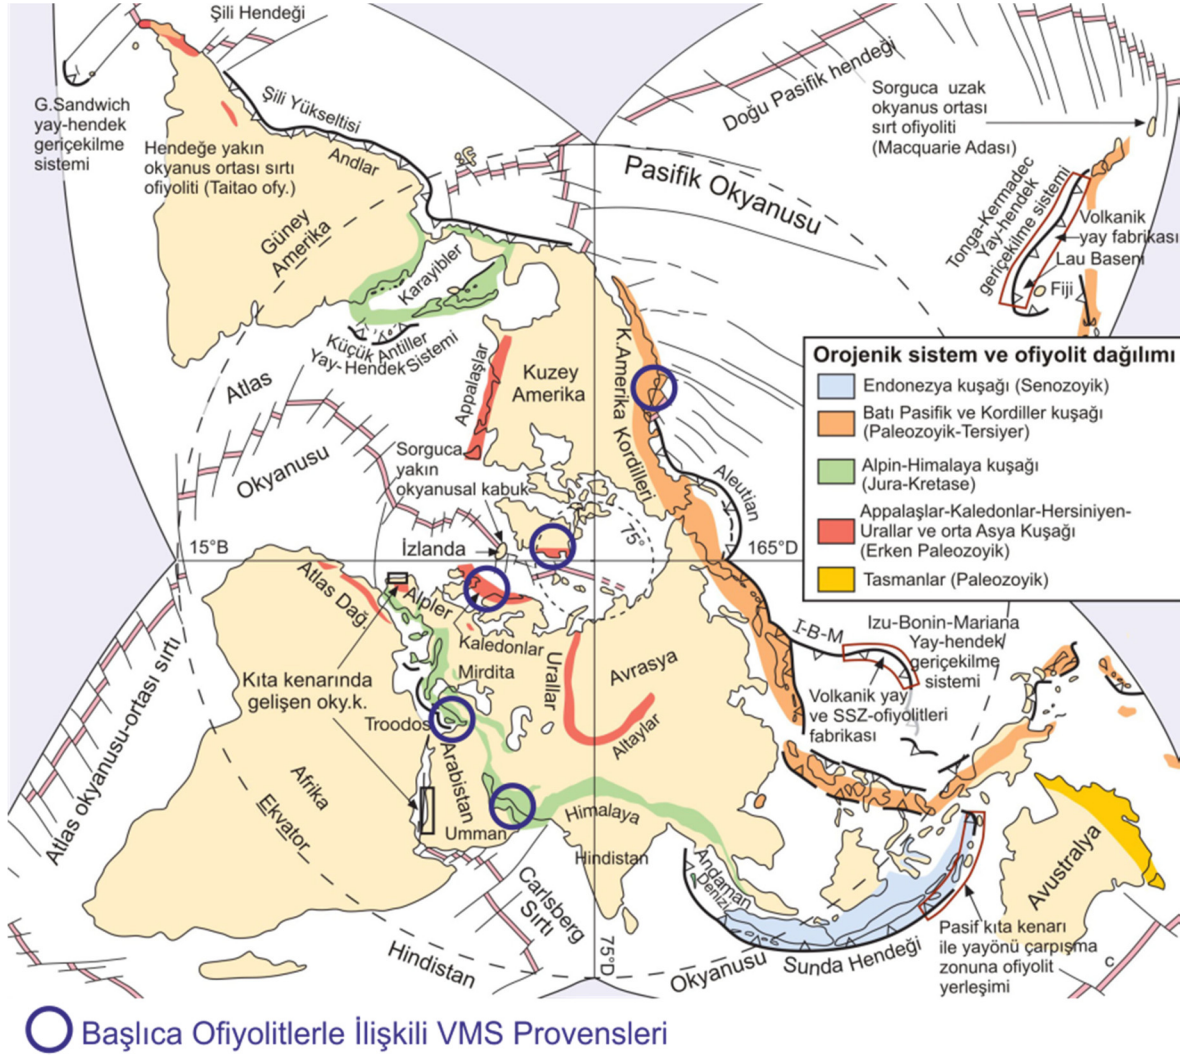 Şili Hendeği
G.Sandwich
yay-hendek
geriçekilme
sistemi
Şili Yükseltisi
Hendeğe yakın
okyanus ortası sırtı
ofiyoliti (Taitao ofy.)
Andlar
Güney
Amerika
Doğu Pasifik hendeği
Pasifik Okyanusu
Sorguca uzak
okyanus ortası
sırt ofiyoliti
(Macquarie Adası)
Tonga-Kermadec
Yay-hendek
geriçekilme sistemi
Volkanik
yay fabrikası
Lau Baseni
Fiji
Karayibler
Küçük Antiller
Yay-Hendek Sistemi
Atlas
Okyanusu
Appalaşlar
Kuzey
Amerika
K.Amerika Kordilleri
Sorguca
yakın
okyanusal kabuk
Aleutian
Orojenik sistem ve ofiyolit dağılımı
Endonezya kuşağı (Senozoyik)
Batı Pasifik ve Kordiller kuşağı
(Paleozoyik-Tersiyer)
Alpin-Himalaya kuşağı
(Jura-Kretase)
Appalaşlar-Kaledonlar-Hersiniyen-
Urallar ve orta Asya Kuşağı
(Erken Paleozoyik)
Tasmanlar (Paleozoyik)
15°B
İzlanda
75°
165°D
Atlas Dağ.
Alpler
Kaledonlar
Mirdita
Urallar
Avrasya
Altaylar
I-B-M
Izu-Bonin-Mariana
Yay-hendek
geriçekilme
sistemi
Volkanik yay
ve SSZ-ofiyolitleri
fabrikası
Kıta kenarında
gelişen oky.k.
Troodos
Arabistan
Umman
Atlas okyanusu-ortası sırtı
Afrika
Ekvator
Himalaya
Hindistan
Andaman
Denizi
Avustralya
Carlsberg
Sırtı
75°D
Hindistan
Okyanusu
Sunda Hendeği
Pasif kıta kenarı
ile yayönü çarpışma
zonuna ofiyolit
yerleşimi
c
Başlıca Ofiyolitlerle İlişkili VMS Provensleri